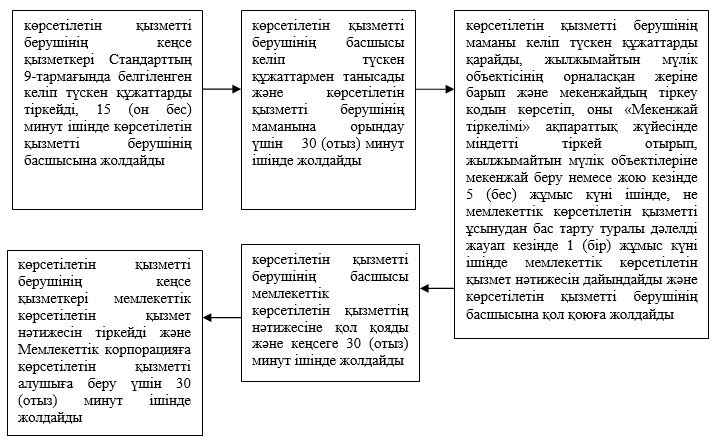 көрсетілетін қызметті
берушінің кеңсе
қызметкері Стандарттың
9-тармағында белгіленген
келіп түскен құжаттарды
тіркейді, 15 (он бес)
минут ішінде көрсетілетін
қызметті берушінің
басшысына жолдайды
көрсетілетін қызметті
берушінің басшысы
келіп түскен
құжаттармен танысады
және көрсетілетін
қызметті берушінің
маманына орындау
үшін 30 (отыз) минут
ішінде жолдайды
көрсетілетін қызметті берушінің
маманы келіп түскен құжаттарды
қарайды, жылжымайтын мүлік
объектісінің орналасқан жеріне
барып және мекенжайдың тіркеу
кодын көрсетіп, оны «Мекенжай
тіркелімі» ақпараттық жүйесінде
міндетті тіркей отырып,
жылжымайтын мүлік объектілеріне
мекенжай беру немесе жою кезінде
5 (бес) жұмыс күні ішінде, не
мемлекеттік көрсетілетін қызметті
ұсынудан бас тарту туралы дәлелді
жауап кезінде 1 (бір) жұмыс күні
ішінде мемлекеттік көрсетілетін
қызмет нәтижесін дайындайды және
көрсетілетін қызметті берушінің
басшысына қол қоюға жолдайды
көрсетілетін қызметті
берушінің басшысы
мемлекеттік
көрсетілетін қызметтің
нәтижесіне қол қояды
және кеңсеге 30 (отыз)
минут ішінде жолдайды
көрсетілетін қызметті
берушінің кеңсе
қызметкері мемлекеттік
көрсетілетін қызмет
нәтижесін тіркейді және
Мемлекеттік корпорацияға
көрсетілетін қызметті
алушыға беру үшін 30
(отыз) минут ішінде
жолдайды